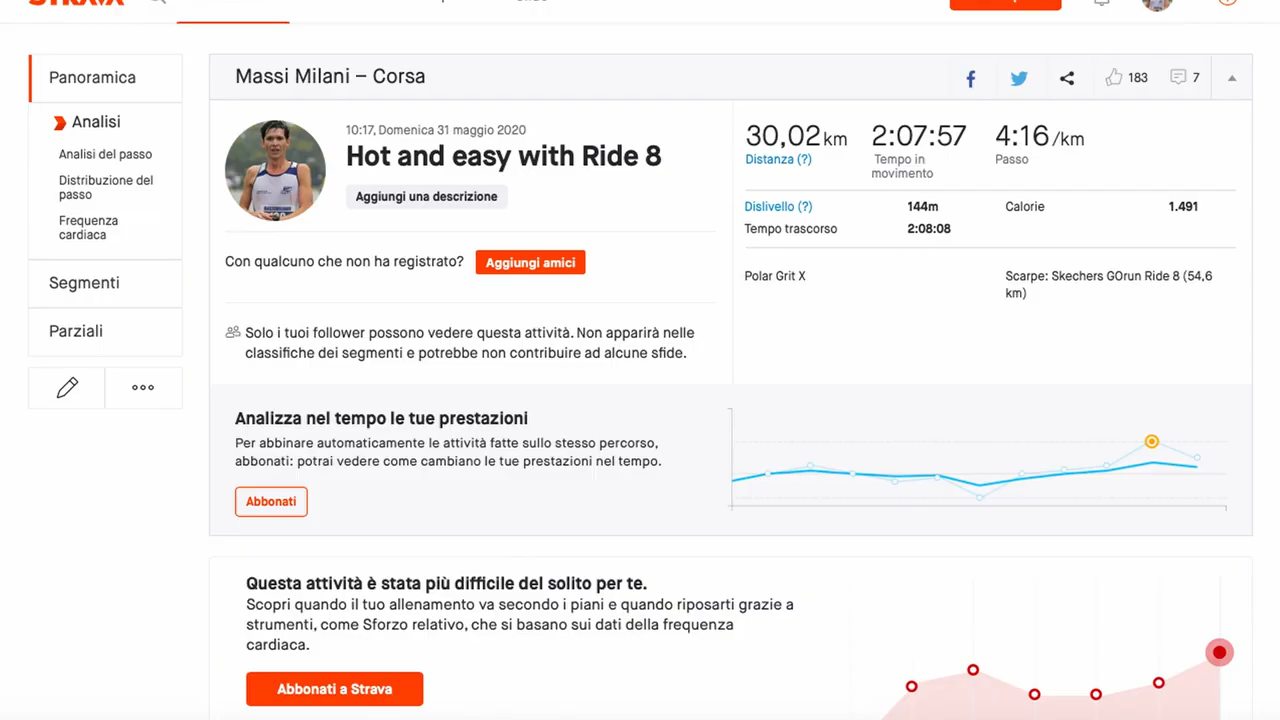 Massi Milani – Corsa
183
7
Panoramica
Analisi
Analisi del passo
Distribuzione del
passo
Frequenza
cardiaca
Segmenti
Parziali
10:17, Domenica 31 maggio 2020
Hot and easy with Ride 8
Aggiungi una descrizione
Con qualcuno che non ha registrato?
Aggiungi amici
Solo i tuoi follower possono vedere questa attività. Non apparirà nelle
classifiche dei segmenti e potrebbe non contribuire ad alcune sfide.
30,02 km
Distanza (?)
2:07:57
Tempo in
movimento
4:16 /km
Passo
Dislivello (?) 144m
Calorie 1.491
Tempo trascorso 2:08:08
Polar Grit X
Scarpe: Skechers GOrun Ride 8 (54,6
km)
Analizza nel tempo le tue prestazioni
Per abbinare automaticamente le attività fatte sullo stesso percorso,
abbonati: potrai vedere come cambiano le tue prestazioni nel tempo.
Abbonati
Questa attività è stata più difficile del solito per te.
Scopri quando il tuo allenamento va secondo i piani e quando riposarti grazie a
strumenti, come Sforzo relativo, che si basano sui dati della frequenza
cardiaca.
Abbonati a Strava